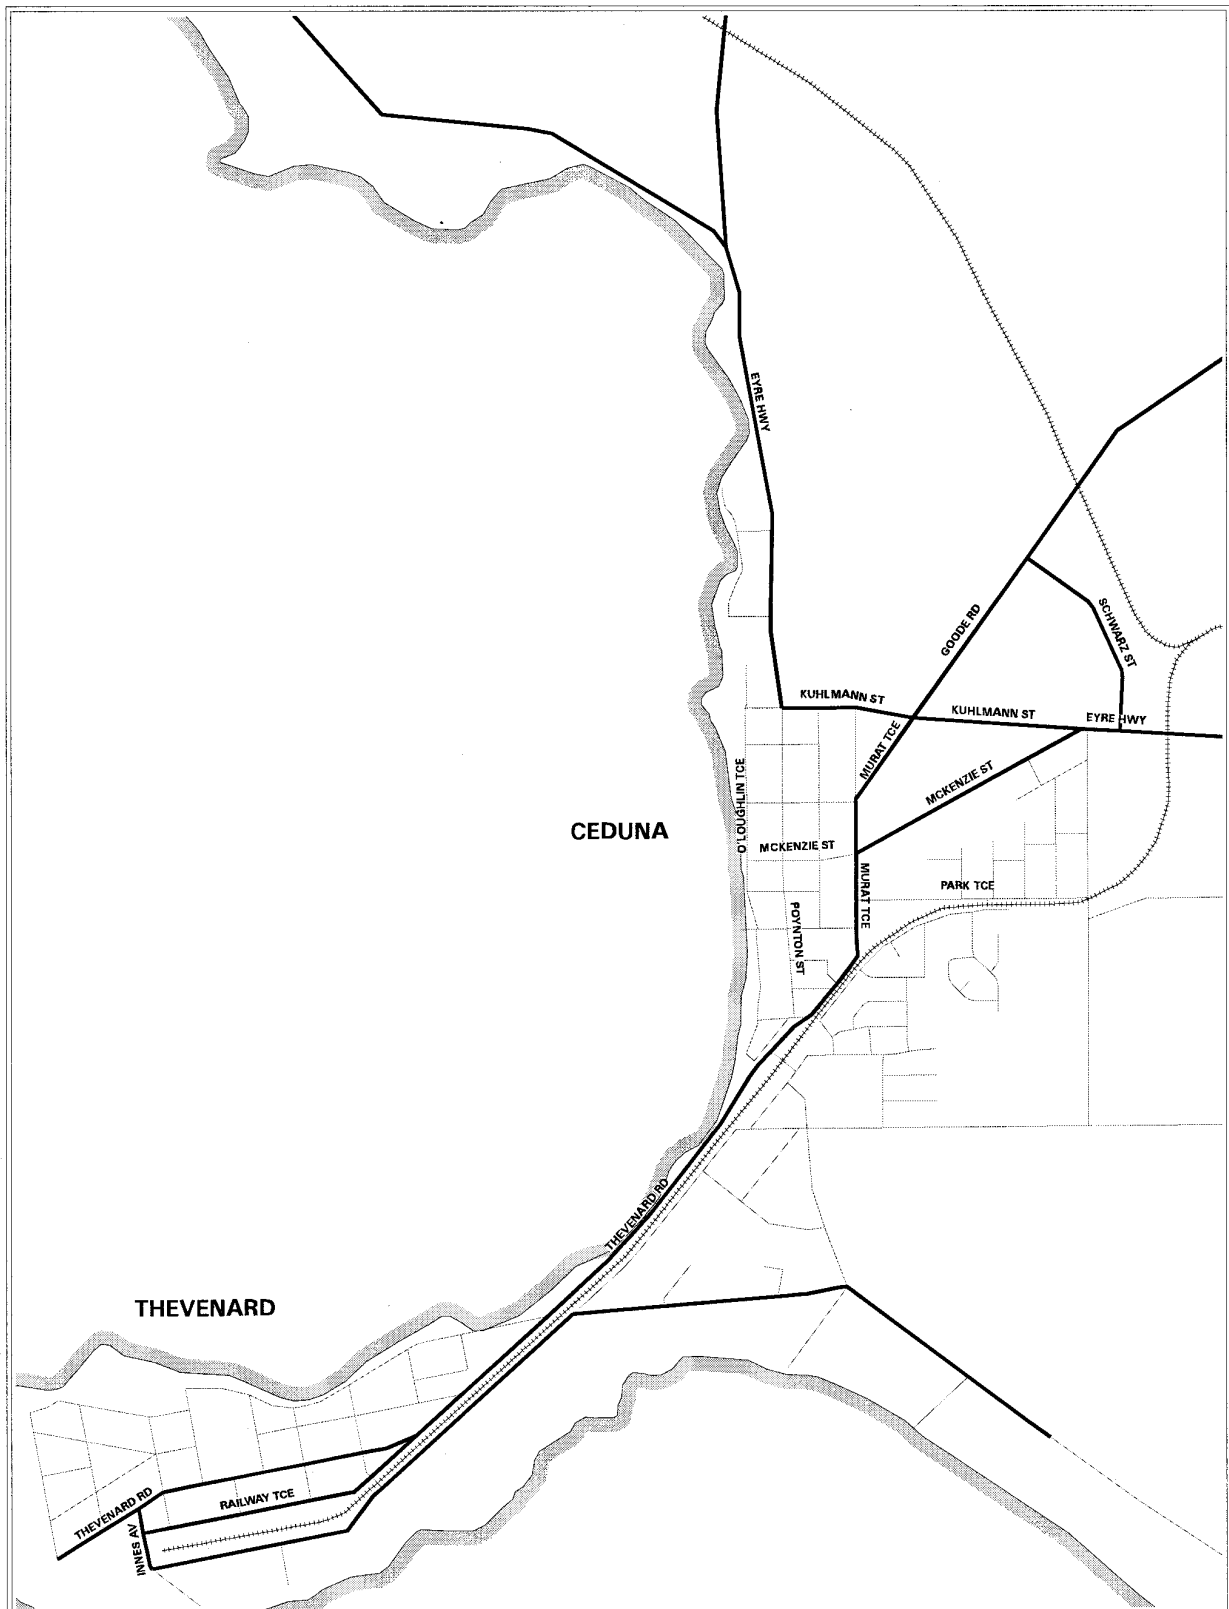 EYRE HWY
GOODE RD
SCHWARZ ST
KUHLMANN ST
KUHLMANN ST
EYRE HWY
MURAT TCE
MCKENZIE ST
O'LOUGHLIN TCE
CEDUNA
MCKENZIE ST
MURAT TCE
PARK TCE
POYNTON ST
THEVENARD RD
THEVENARD
RAILWAY TCE
THEVENARD RD
INNES AV